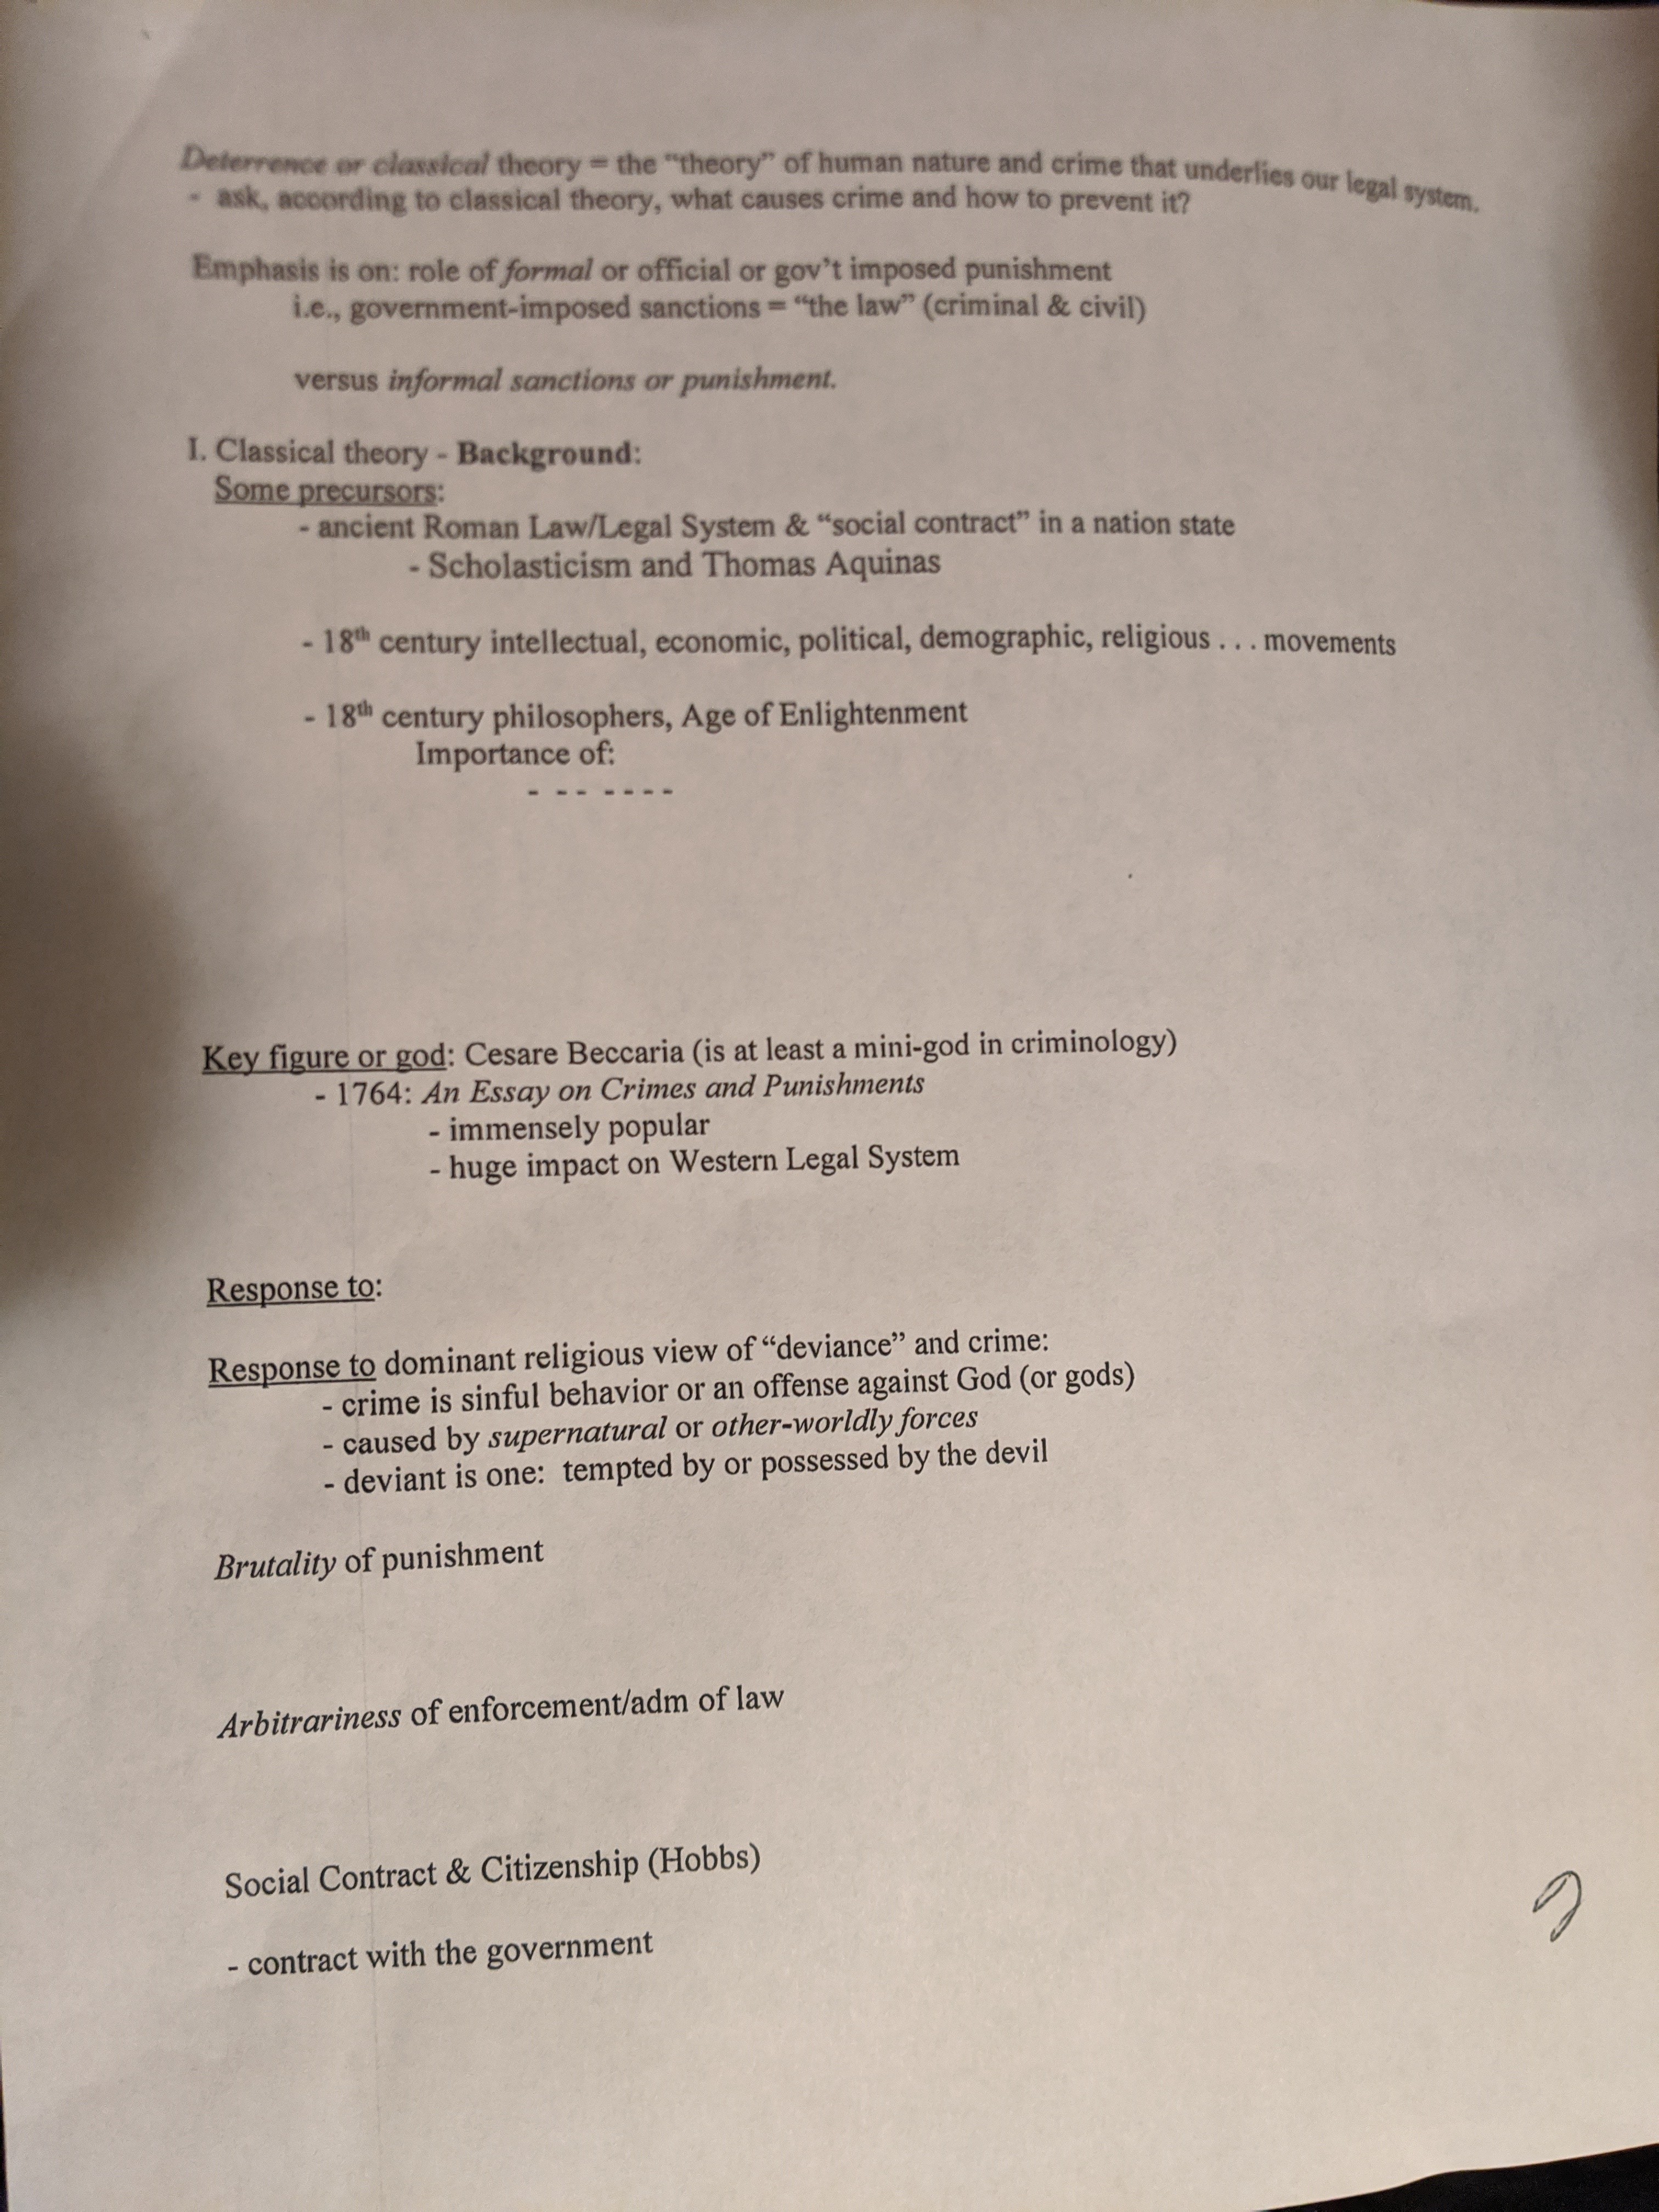 Deterrence or classical theory = the “theory” of human nature and crime that underlies our legal system.
- ask, according to classical theory, what causes crime and how to prevent it?
Emphasis is on: role of formal or official or gov’t imposed punishment
i.e., government-imposed sanctions = “the law” (criminal & civil)
versus informal sanctions or punishment.
I. Classical theory - Background:
Some precursors:
- ancient Roman Law/Legal System & “social contract” in a nation state
- Scholasticism and Thomas Aquinas
- 18th century intellectual, economic, political, demographic, religious . . . movements
- 18th century philosophers, Age of Enlightenment
Importance of:
- -- ----
Key figure or god: Cesare Beccaria (is at least a mini-god in criminology)
- 1764: An Essay on Crimes and Punishments
- immensely popular
- huge impact on Western Legal System
Response to:
Response to dominant religious view of “deviance” and crime:
- crime is sinful behavior or an offense against God (or gods)
- caused by supernatural or other-worldly forces
- deviant is one: tempted by or possessed by the devil
Brutality of punishment
Arbitrariness of enforcement/adm of law
Social Contract & Citizenship (Hobbs)
- contract with the government